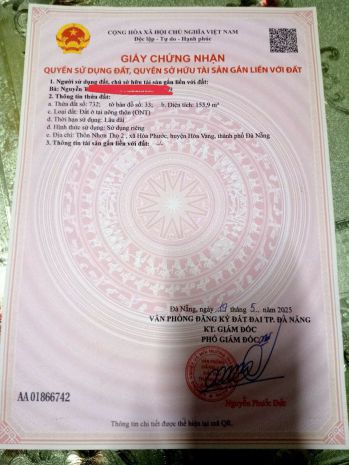 CỘNG HÒA XÃ HỘI CHỦ NGHĨA VIỆT NAM
Độc lập - Tự do - Hạnh phúc
GIẤY CHỨNG NHẬN
QUYỀN SỬ DỤNG ĐẤT, QUYỀN SỞ HỮU TÀI SẢN GẮN LIỀN VỚI ĐẤT
1. Người sử dụng đất, chủ sở hữu tài sản gắn liền với đất:
Bà: Nguyễn
2. Thông tin thửa đất:
a. Thửa đất số: 732; tờ bản đồ số: 33; b. Diện tích: 153,9 m²
c. Loại đất: Đất ở tại nông thôn (ONT)
d. Thời hạn sử dụng: Lâu dài
đ. Hình thức sử dụng: Sử dụng riêng
e. Địa chỉ: Thôn Nhơn Thọ 2, xã Hòa Phước, huyện Hòa Vang, thành phố Đà Nẵng
3. Thông tin tài sản gắn liền với đất:
Đà Nẵng, ngày 19 tháng 5 năm 2025
VĂN PHÒNG ĐĂNG KÝ ĐẤT ĐAI TP. ĐÀ NẴNG
KT. GIÁM ĐỐC
PHÓ GIÁM ĐỐC
Nguyễn Phước Đức
AA 01866742
Thông tin chi tiết được thể hiện tại mã QR.